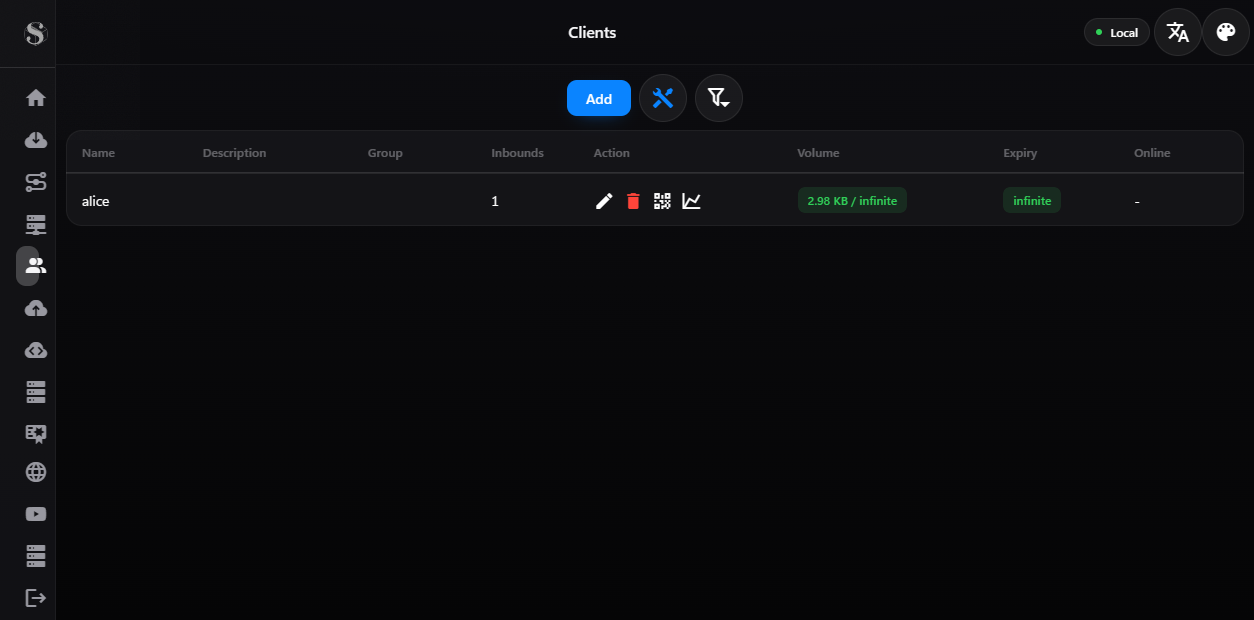 Clients
Local
Add
Name Description Group Inbounds Action Volume Expiry Online
alice 1 2.98 KB / infinite infinite -